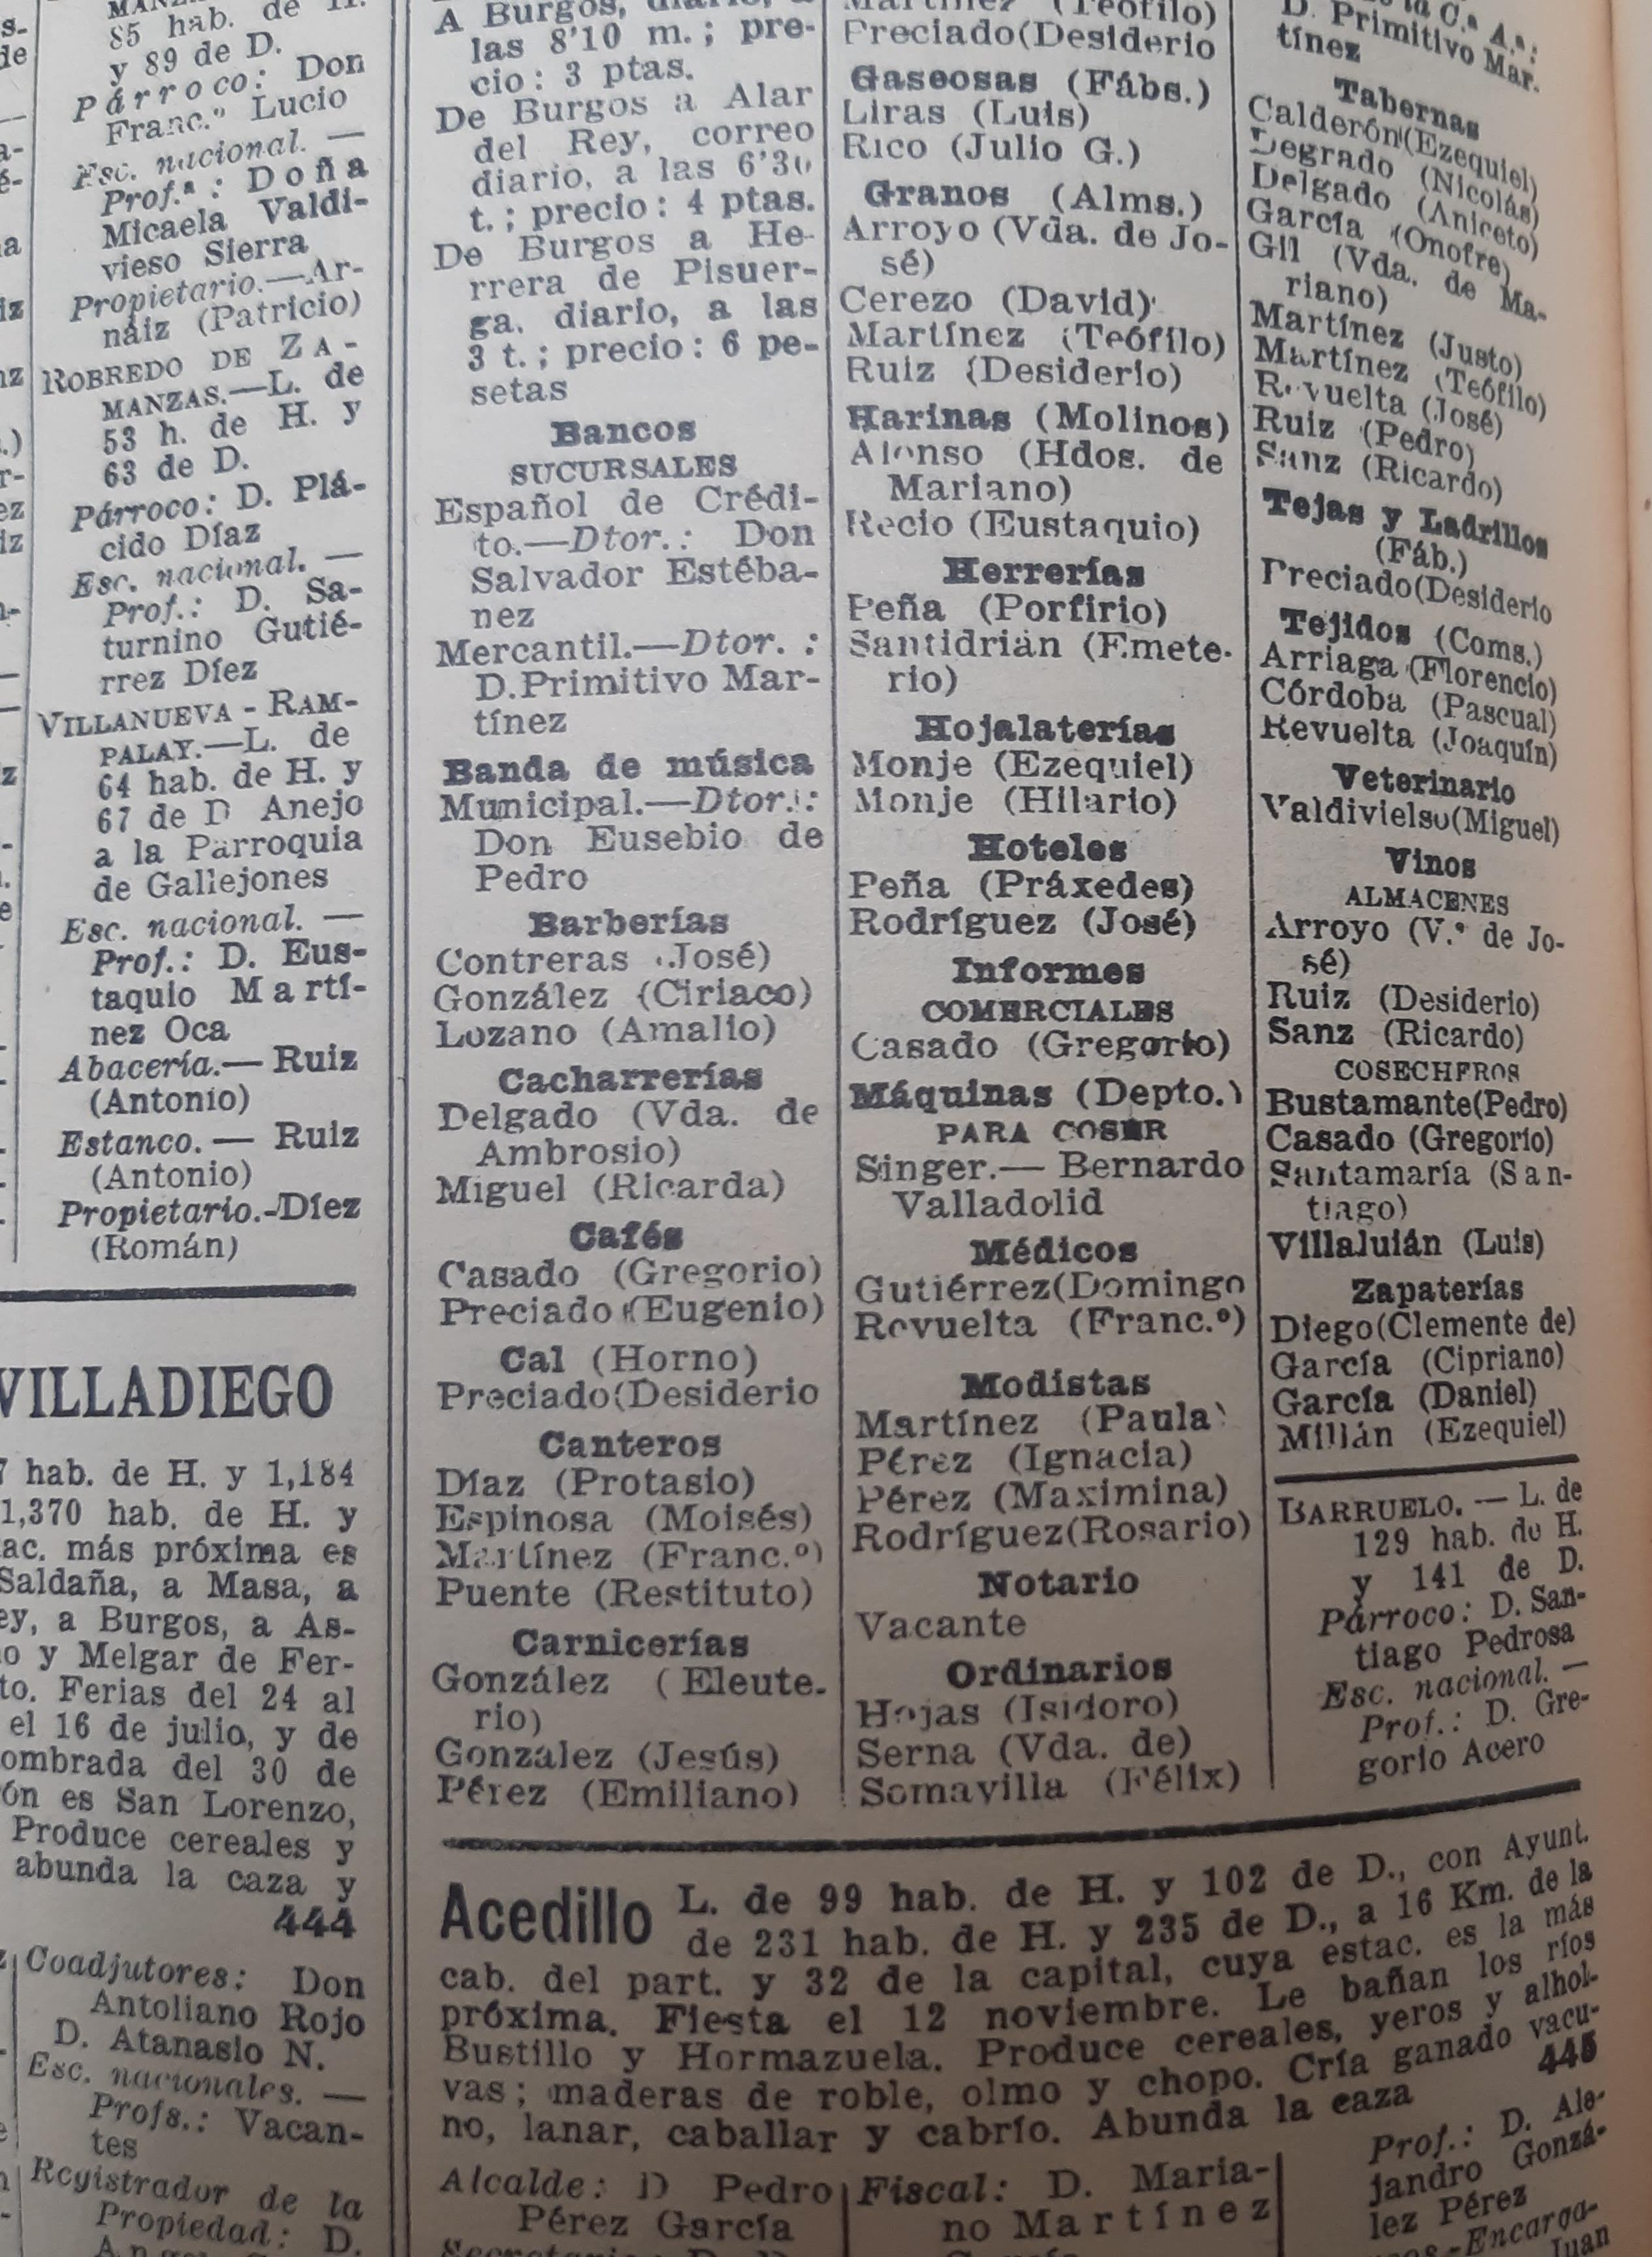 85 hab. de H.
y 89 de D.
Párroco: Don
Franc.º Lucio
Esc. nacional. —
Prof.ª: Doña
Micaela Valdi-
vieso Sierra
Propietario.—Ar-
náiz (Patricio)
ROBREDO DE ZA-
MANZAS.—L. de
53 h. de H. y
63 de D.
Párroco: D. Plá-
cido Díaz
Esc. nacional. —
Prof.: D. Sa-
turnino Gutié-
rrez Díez
VILLANUEVA - RAM-
PALAY.—L. de
64 hab. de H. y
67 de D Anejo
a la Parroquia
de Gallejones
Esc. nacional. —
Prof.: D. Eus-
taquio Martí-
nez Oca
Abacería.— Ruiz
(Antonio)
Estanco. — Ruiz
(Antonio)
Propietario.-Díez
(Román)
VILLADIEGO
7 hab. de H. y 1,184
1,370 hab. de H. y
ac. más próxima es
Saldaña, a Masa, a
ey, a Burgos, a As-
o y Melgar de Fer-
to. Ferias del 24 al
el 16 de julio, y de
ombrada del 30 de
ón es San Lorenzo,
Produce cereales y
abunda la caza y
444
Coadjutores: Don
Antoliano Rojo
D. Atanasio N.
Esc. nacionales. —
Profs.: Vacan-
tes
Registrador de la
Propiedad: D.
A Burgos, diario, a
las 8'10 m.; pre-
cio: 3 ptas.
De Burgos a Alar
del Rey, correo
diario, a las 6'30
t.; precio: 4 ptas.
De Burgos a He-
rrera de Pisuer-
ga, diario, a las
3 t.; precio: 6 pe-
setas
Bancos
SUCURSALES
Español de Crédi-
to.—Dtor.: Don
Salvador Estéba-
nez
Mercantil.—Dtor.:
D.Primitivo Mar-
tínez
Banda de música
Municipal.—Dtor.:
Don Eusebio de
Pedro
Barberías
Contreras (José)
González (Ciriaco)
Lozano (Amalio)
Cacharrerías
Delgado (Vda. de
Ambrosio)
Miguel (Ricarda)
Cafés
Casado (Gregorio)
Preciado (Eugenio)
Cal (Horno)
Preciado(Desiderio
Canteros
Díaz (Protasio)
Espinosa (Moisés)
Martínez (Franc.º)
Puente (Restituto)
Carnicerías
González (Eleute-
rio)
González (Jesús)
Pérez (Emiliano)
Martínez (Teófilo)
Preciado(Desiderio
Gaseosas (Fábs.)
Liras (Luis)
Rico (Julio G.)
Granos (Alms.)
Arroyo (Vda. de Jo-
sé)
Cerezo (David)
Martínez (Teófilo)
Ruiz (Desiderio)
Harinas (Molinos)
Alonso (Hdos. de
Mariano)
Recio (Eustaquio)
Herrerías
Peña (Porfirio)
Santidrián (Emete-
rio)
Hojalaterías
Monje (Ezequiel)
Monje (Hilario)
Hoteles
Peña (Práxedes)
Rodríguez (José)
Informes
COMERCIALES
Casado (Gregorio)
Máquinas (Depto.)
PARA COSER
Singer.— Bernardo
Valladolid
Médicos
Gutiérrez(Domingo
Revuelta (Franc.º)
Modistas
Martínez (Paula)
Pérez (Ignacia)
Pérez (Maximina)
Rodríguez(Rosario)
Notario
Vacante
Ordinarios
Hojas (Isidoro)
Serna (Vda. de)
Somavilla (Félix)
D. Primitivo Mar-
tínez
Tabernas
Calderón(Ezequiel)
Degrado (Nicolás)
Delgado (Aniceto)
García (Onofre)
Gil (Vda. de Ma-
riano)
Martínez (Justo)
Martínez (Teófilo)
Revuelta (José)
Ruiz (Pedro)
Sanz (Ricardo)
Tejas y Ladrillos
(Fáb.)
Preciado(Desiderio
Tejidos (Coms.)
Arriaga (Florencio)
Córdoba (Pascual)
Revuelta (Joaquín)
Veterinario
Valdivielso(Miguel)
Vinos
ALMACENES
Arroyo (V.ª de Jo-
sé)
Ruiz (Desiderio)
Sanz (Ricardo)
COSECHEROS
Bustamante(Pedro)
Casado (Gregorio)
Santamaría (San-
tiago)
Villaluián (Luis)
Zapaterías
Diego(Clemente de)
García (Cipriano)
García (Daniel)
Millán (Ezequiel)
BARRUELO. — L. de
129 hab. de H.
y 141 de D.
Párroco: D. San-
tiago Pedrosa
Esc. nacional. —
Prof.: D. Gre-
gorio Acero
Acedillo L. de 99 hab. de H. y 102 de D., con Ayunt.
de 231 hab. de H. y 235 de D., a 16 Km. de la
cab. del part. y 32 de la capital, cuya estac. es la más
próxima. Fiesta el 12 noviembre. Le bañan los ríos
Bustillo y Hormazuela. Produce cereales, yeros y alhol-
vas; maderas de roble, olmo y chopo. Cría ganado vacu-
no, lanar, caballar y cabrío. Abunda la caza 445
Alcalde: D Pedro
Pérez García
Fiscal: D. Maria-
no Martínez
Prof.: D. Ale-
jandro Gonzá-
lez Pérez
-Encarga-
Juan